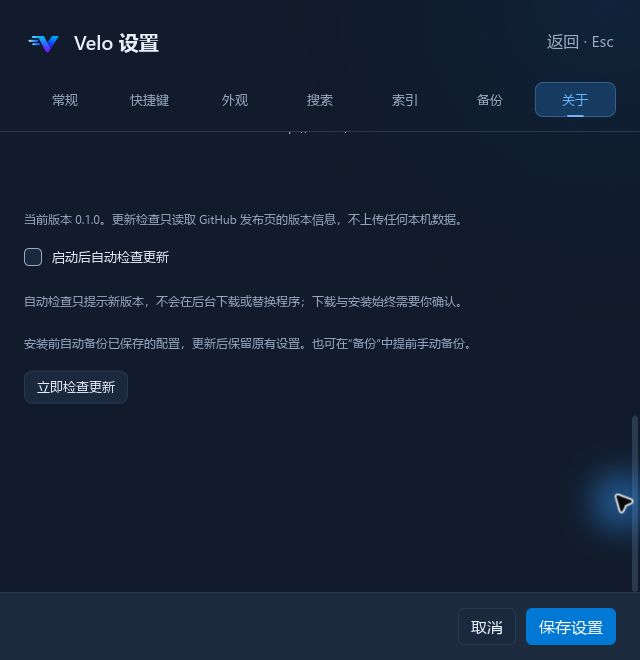 Velo 设置
返回 · Esc
常规
快捷键
外观
搜索
索引
备份
关于
当前版本 0.1.0。更新检查只读取 GitHub 发布页的版本信息，不上传任何本机数据。
启动后自动检查更新
自动检查只提示新版本，不会在后台下载或替换程序；下载与安装始终需要你确认。
安装前自动备份已保存的配置，更新后保留原有设置。也可在“备份”中提前手动备份。
立即检查更新
取消
保存设置